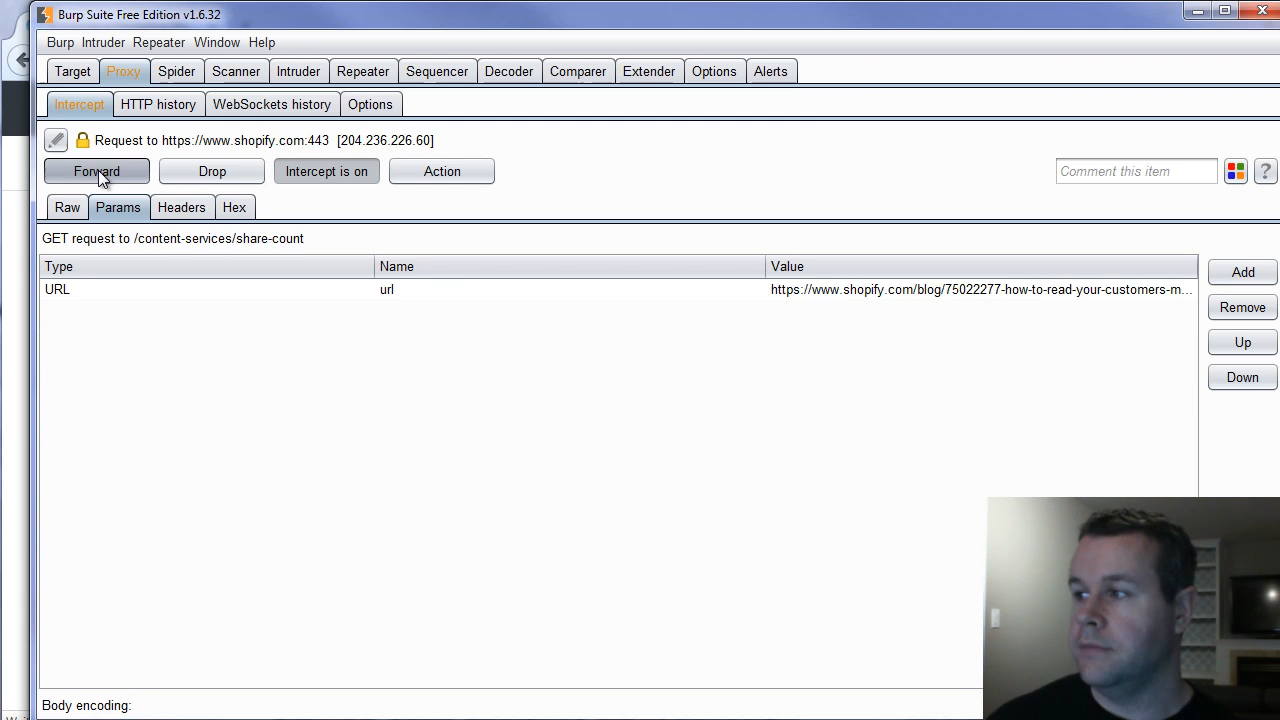 Burp Suite Free Edition v1.6.32
Burp Intruder Repeater Window Help
Target Proxy Spider Scanner Intruder Repeater Sequencer Decoder Comparer Extender Options Alerts
Intercept HTTP history WebSockets history Options
Request to https://www.shopify.com:443 [204.236.226.60]
Forward Drop Intercept is on Action Comment this item ?
Raw Params Headers Hex
GET request to /content-services/share-count
Type Name Value
URL url https://www.shopify.com/blog/75022277-how-to-read-your-customers-m...
Add
Remove
Up
Down
Body encoding: